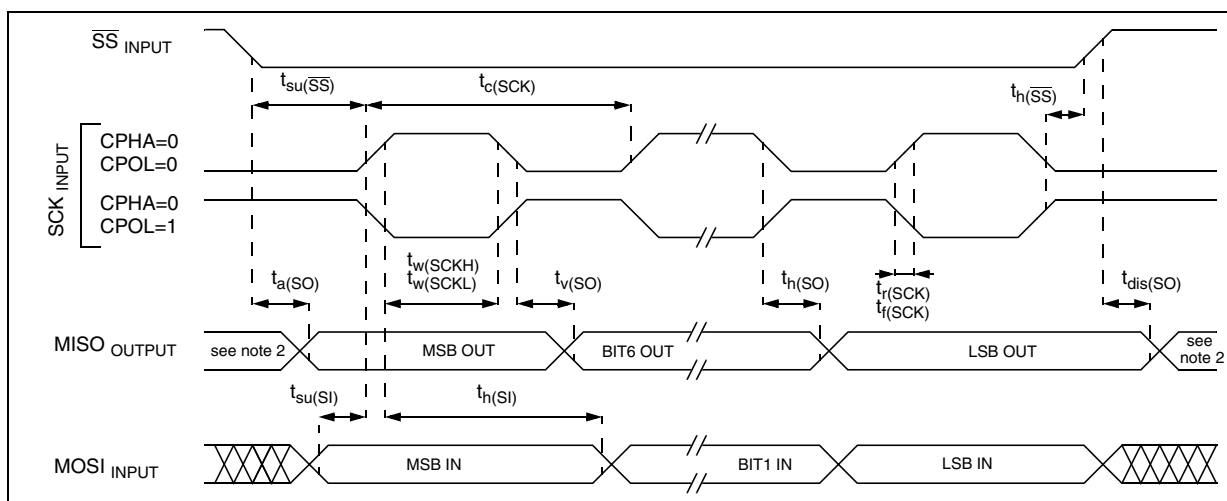 SS INPUT
tsu(SS)
tc(SCK)
th(SS)
SCK INPUT
CPHA=0
CPOL=0
CPHA=0
CPOL=1
ta(SO)
tw(SCKH)
tw(SCKL)
tv(SO)
th(SO)
tr(SCK)
tf(SCK)
tdis(SO)
MISO OUTPUT
see note 2
MSB OUT
BIT6 OUT
LSB OUT
see
note 2
tsu(SI)
th(SI)
MOSI INPUT
MSB IN
BIT1 IN
LSB IN